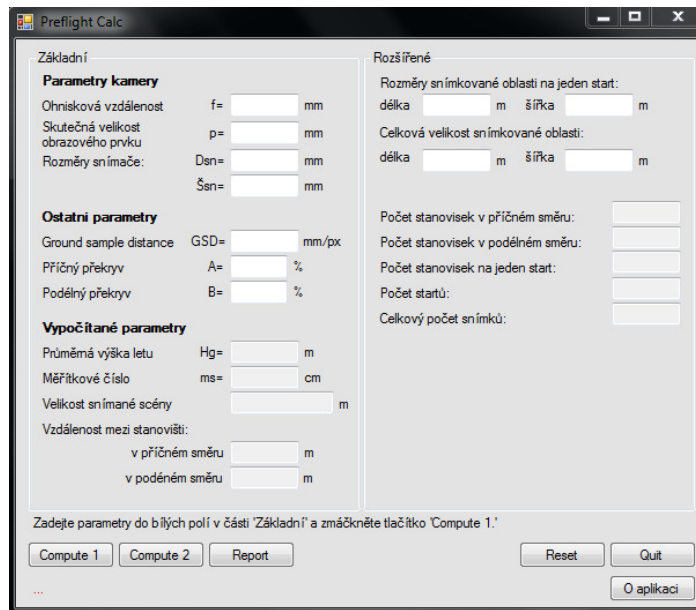 Preflight Calc
Základní
Parametry kamery
Ohnisková vzdálenost f= mm
Skutečná velikost
obrazového prvku p= mm
Rozměry snímače: Dsn= mm
Šsn= mm
Ostatni parametry
Ground sample distance GSD= mm/px
Příčný překryv A= %
Podélný překryv B= %
Vypočítané parametry
Průměrná výška letu Hg= m
Měřítkové číslo ms= cm
Velikost snímané scény m
Vzdálenost mezi stanovišti:
v příčném směru m
v podéném směru m
Rozšířené
Rozměry snímkované oblasti na jeden start:
délka m šířka m
Celková velikost snímkované oblasti:
délka m šířka m
Počet stanovisek v příčném směru:
Počet stanovisek v podélném směru:
Počet stanovisek na jeden start:
Počet startů:
Celkový počet snímků:
Zadejte parametry do bílých polí v části 'Základní' a zmáčkněte tlačítko 'Compute 1.'
Compute 1 Compute 2 Report Reset Quit
... O aplikaci